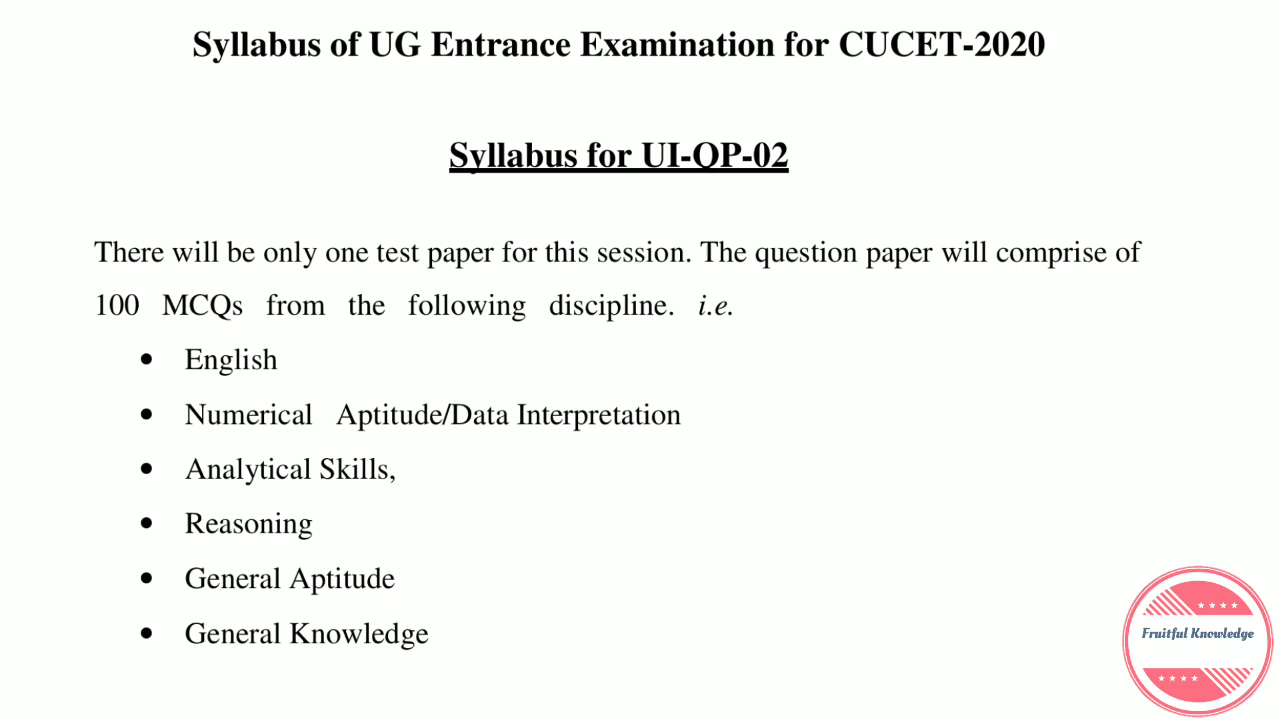 Syllabus of UG Entrance Examination for CUCET-2020
Syllabus for UI-QP-02
There will be only one test paper for this session. The question paper will comprise of
100 MCQs from the following discipline. i.e.
• English
• Numerical Aptitude/Data Interpretation
• Analytical Skills,
• Reasoning
• General Aptitude
• General Knowledge
Fruitful Knowledge